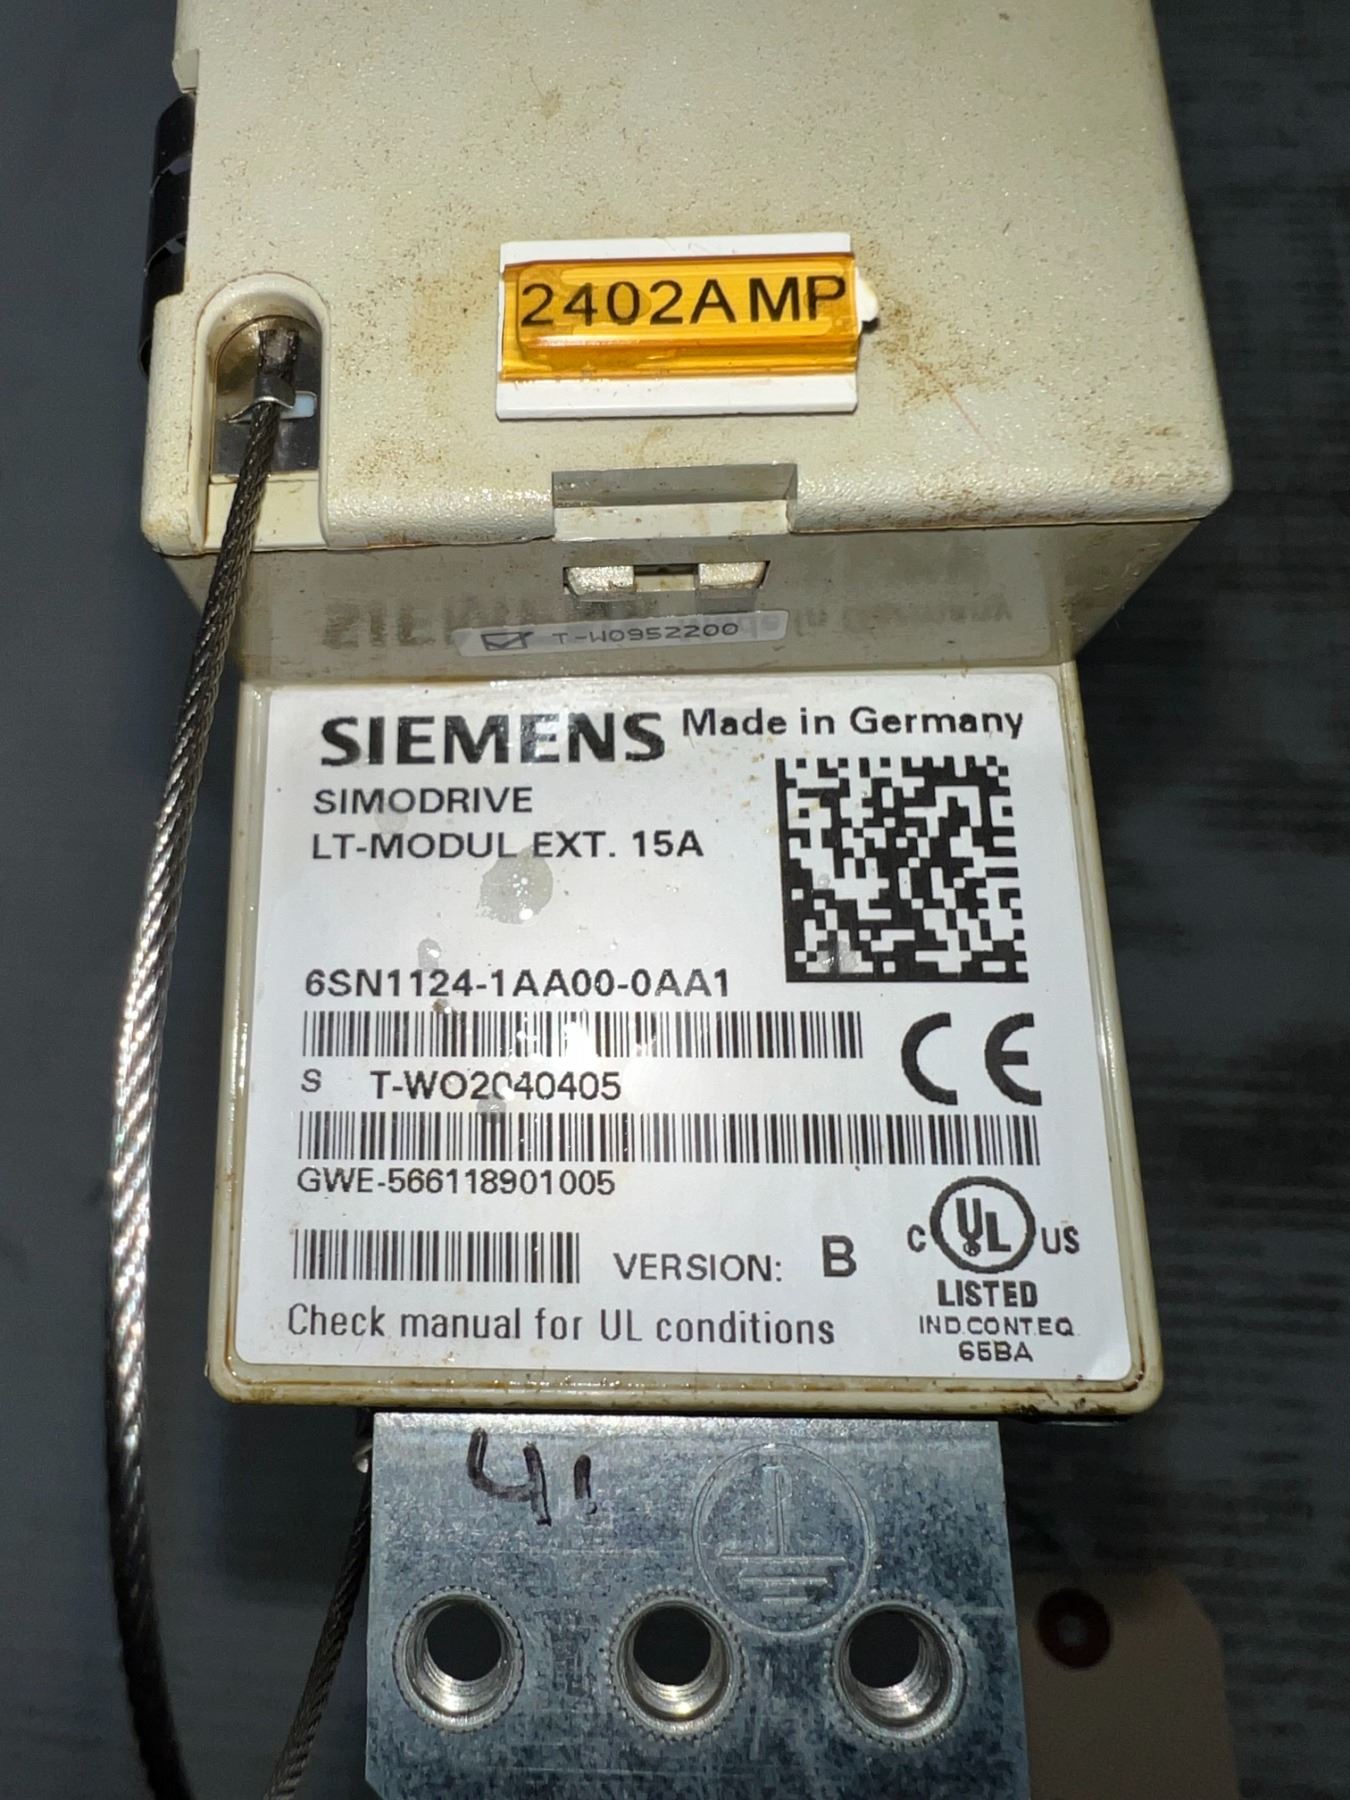 2402AMP
T-W0952200
SIEMENS Made in Germany
SIMODRIVE
LT-MODUL EXT. 15A
6SN1124-1AA00-0AA1
S T-WO2040405
GWE-566118901005
VERSION: B
C UL US
LISTED
IND.CONT.EQ.
65BA
Check manual for UL conditions
CE